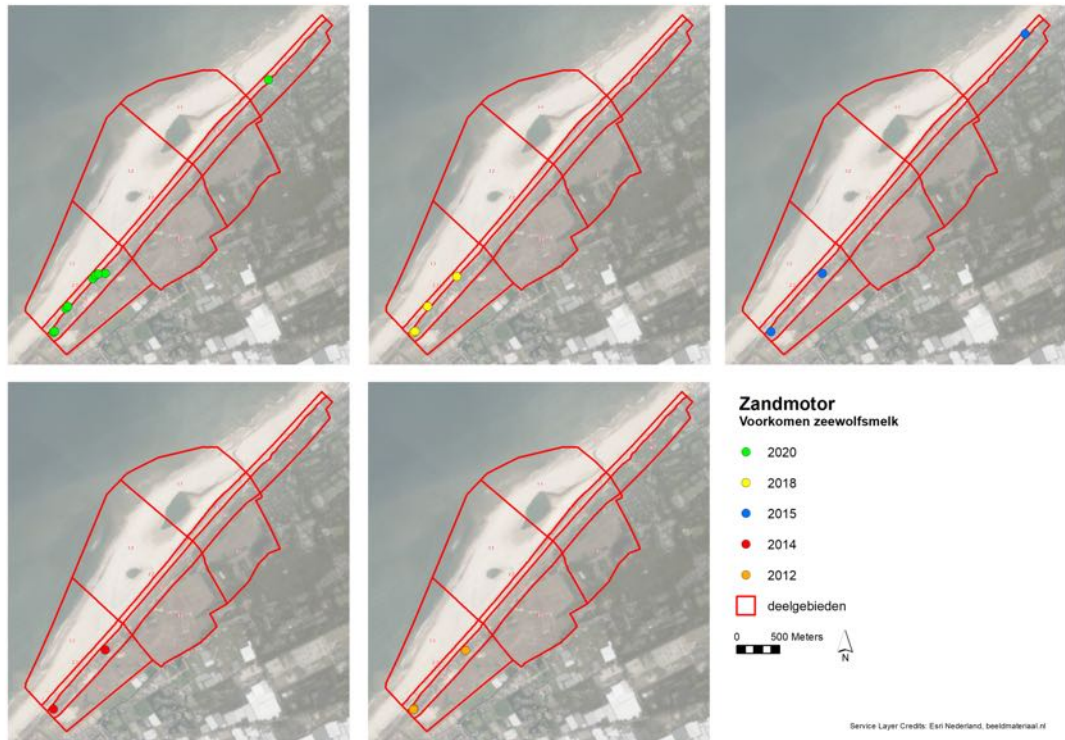 Zandmotor
Voorkomen zeewolfsmelk
2020
2018
2015
2014
2012
deelgebieden
0 500 Meters
N
Service Layer Credits: Esri Nederland, beeldmateriaal.nl